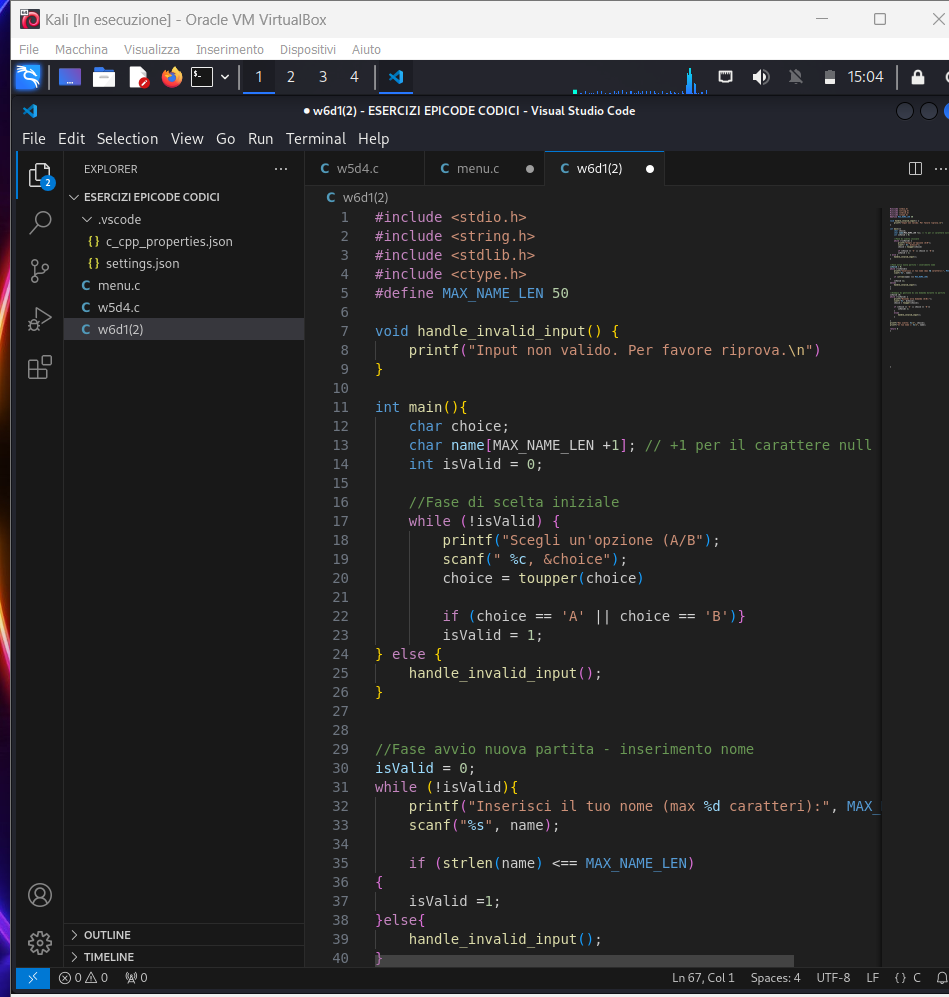 Kali [In esecuzione] - Oracle VM VirtualBox
File Macchina Visualizza Inserimento Dispositivi Aiuto
1 2 3 4 15:04
● w6d1(2) - ESERCIZI EPICODE CODICI - Visual Studio Code
File Edit Selection View Go Run Terminal Help
EXPLORER ···
2
ESERCIZI EPICODE CODICI
.vscode
{} c_cpp_properties.json
{} settings.json
C menu.c
C w5d4.c
C w6d1(2)
OUTLINE
TIMELINE
C w5d4.c C menu.c ● C w6d1(2) ● ···
C w6d1(2)
1 #include <stdio.h>
2 #include <string.h>
3 #include <stdlib.h>
4 #include <ctype.h>
5 #define MAX_NAME_LEN 50
6
7 void handle_invalid_input() {
8 printf("Input non valido. Per favore riprova.\n")
9 }
10
11 int main(){
12 char choice;
13 char name[MAX_NAME_LEN +1]; // +1 per il carattere null
14 int isValid = 0;
15
16 //Fase di scelta iniziale
17 while (!isValid) {
18 printf("Scegli un'opzione (A/B");
19 scanf(" %c, &choice");
20 choice = toupper(choice)
21
22 if (choice == 'A' || choice == 'B')}
23 isValid = 1;
24 } else {
25 handle_invalid_input();
26 }
27
28
29 //Fase avvio nuova partita - inserimento nome
30 isValid = 0;
31 while (!isValid){
32 printf("Inserisci il tuo nome (max %d caratteri):", MAX_
33 scanf("%s", name);
34
35 if (strlen(name) <== MAX_NAME_LEN)
36 {
37 isValid =1;
38 }else{
39 handle_invalid_input();
40 }
0 0 0 Ln 67, Col 1 Spaces: 4 UTF-8 LF {} C